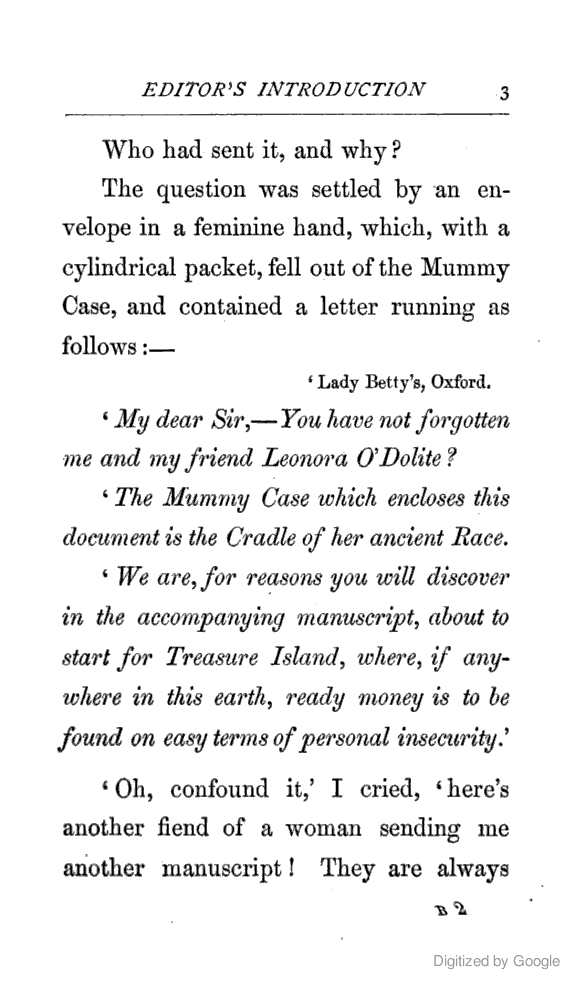 EDITOR'S INTRODUCTION 3
Who had sent it, and why?
The question was settled by an en-
velope in a feminine hand, which, with a
cylindrical packet, fell out of the Mummy
Case, and contained a letter running as
follows:—
‘Lady Betty's, Oxford.
‘My dear Sir,—You have not forgotten
me and my friend Leonora O'Dolite?
‘The Mummy Case which encloses this
document is the Cradle of her ancient Race.
‘We are, for reasons you will discover
in the accompanying manuscript, about to
start for Treasure Island, where, if any-
where in this earth, ready money is to be
found on easy terms of personal insecurity.’
‘Oh, confound it,’ I cried, ‘here's
another fiend of a woman sending me
another manuscript! They are always
B 2
Digitized by Google